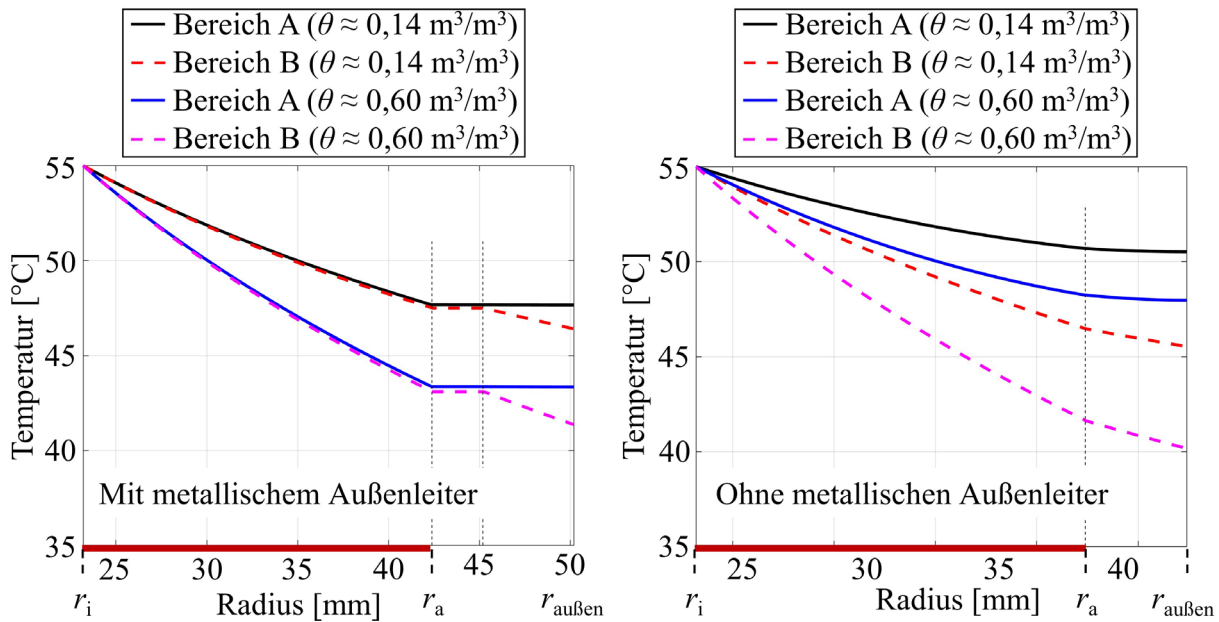 Bereich A (θ ≈ 0,14 m³/m³)
Bereich B (θ ≈ 0,14 m³/m³)
Bereich A (θ ≈ 0,60 m³/m³)
Bereich B (θ ≈ 0,60 m³/m³)
55
50
45
40
35
Temperatur [°C]
Mit metallischem Außenleiter
25 30 35 40 45 50
rᵢ Radius [mm] rₐ r_außen
Bereich A (θ ≈ 0,14 m³/m³)
Bereich B (θ ≈ 0,14 m³/m³)
Bereich A (θ ≈ 0,60 m³/m³)
Bereich B (θ ≈ 0,60 m³/m³)
55
50
45
40
35
Temperatur [°C]
Ohne metallischen Außenleiter
25 30 35 40
rᵢ Radius [mm] rₐ r_außen